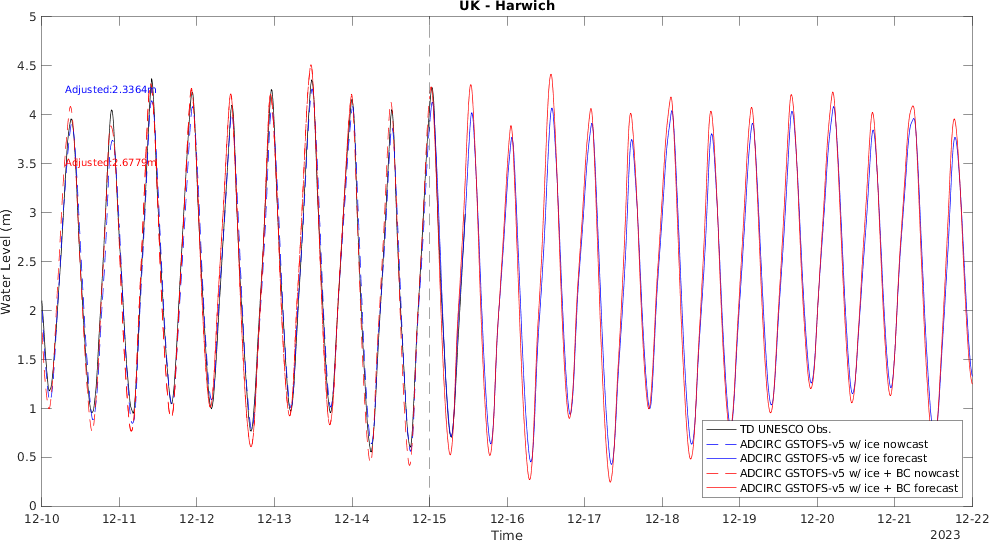 UK - Harwich
5
4.5
4
3.5
3
2.5
2
1.5
1
0.5
0
Water Level (m)
Adjusted:2.3364m
Adjusted:2.6779m
TD UNESCO Obs.
ADCIRC GSTOFS-v5 w/ ice nowcast
ADCIRC GSTOFS-v5 w/ ice forecast
ADCIRC GSTOFS-v5 w/ ice + BC nowcast
ADCIRC GSTOFS-v5 w/ ice + BC forecast
12-10 12-11 12-12 12-13 12-14 12-15 12-16 12-17 12-18 12-19 12-20 12-21 12-22
Time
2023